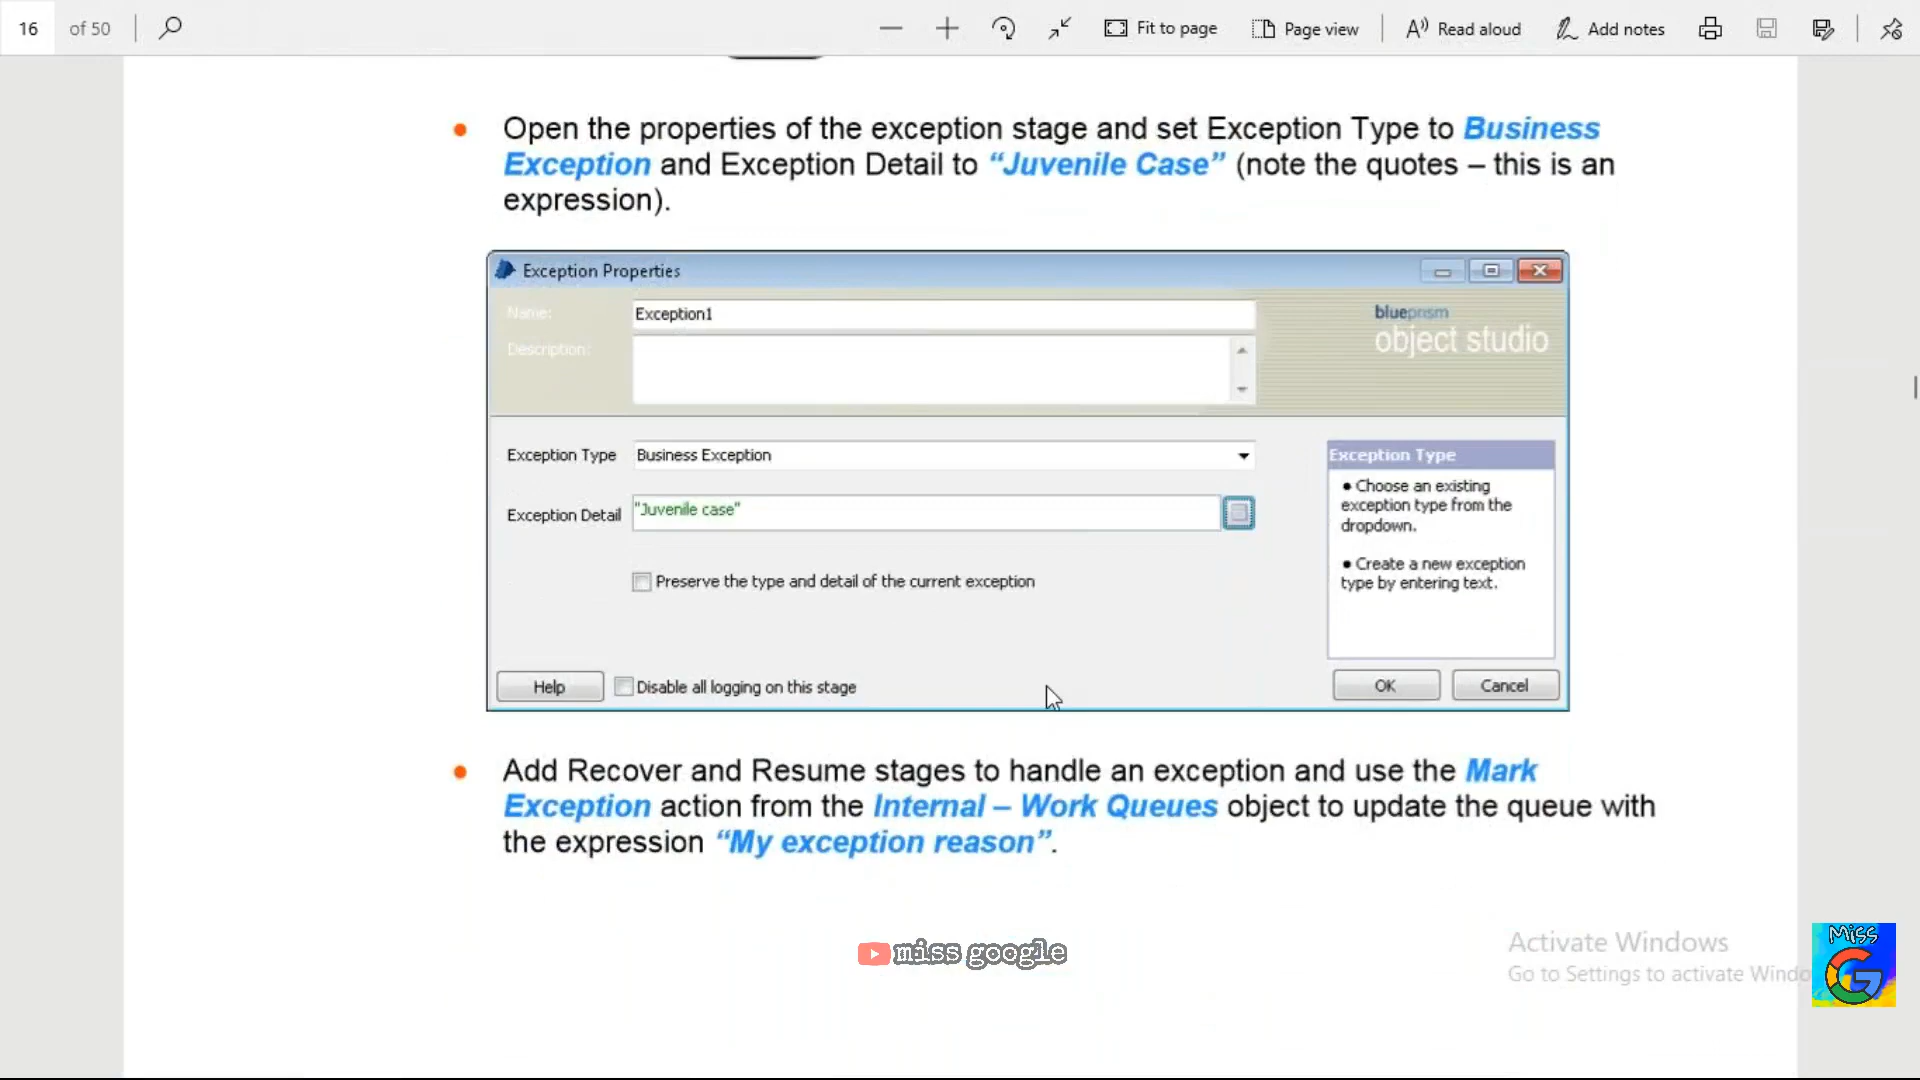 16 of 50 Fit to page Page view Read aloud Add notes
Open the properties of the exception stage and set Exception Type to Business
Exception and Exception Detail to “Juvenile Case” (note the quotes – this is an
expression).
Exception Properties
Name: Exception1
blueprism
object studio
Description:
Exception Type Business Exception
Exception Detail "Juvenile case"
Preserve the type and detail of the current exception
Exception Type
• Choose an existing
exception type from the
dropdown.
• Create a new exception
type by entering text.
Help Disable all logging on this stage OK Cancel
Add Recover and Resume stages to handle an exception and use the Mark
Exception action from the Internal – Work Queues object to update the queue with
the expression “My exception reason”.
miss google
Activate Windows
Go to Settings to activate Windo
Miss
G